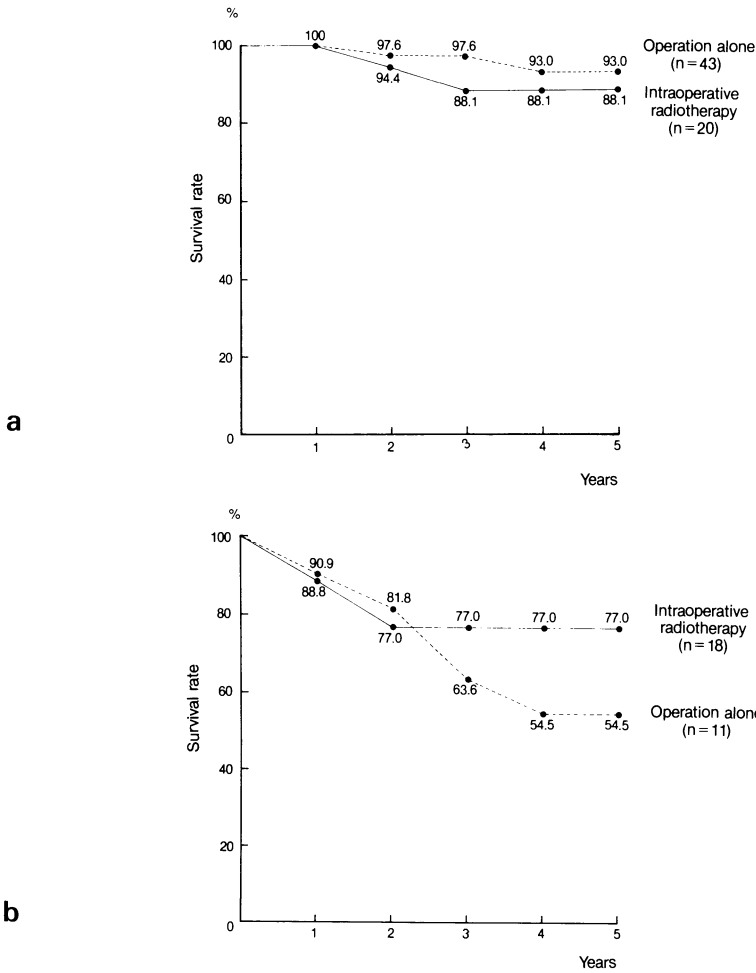 %
100
80
60
40
20
0
Survival rate
100
97.6
97.6
93.0
93.0
94.4
88.1
88.1
88.1
Operation alone
(n = 43)
Intraoperative
radiotherapy
(n = 20)
1 2 3 4 5
Years
a
%
100
80
60
40
20
0
Survival rate
90.9
81.8
88.8
77.0
77.0
77.0
77.0
63.6
54.5
54.5
Intraoperative
radiotherapy
(n = 18)
Operation alone
(n = 11)
1 2 3 4 5
Years
b